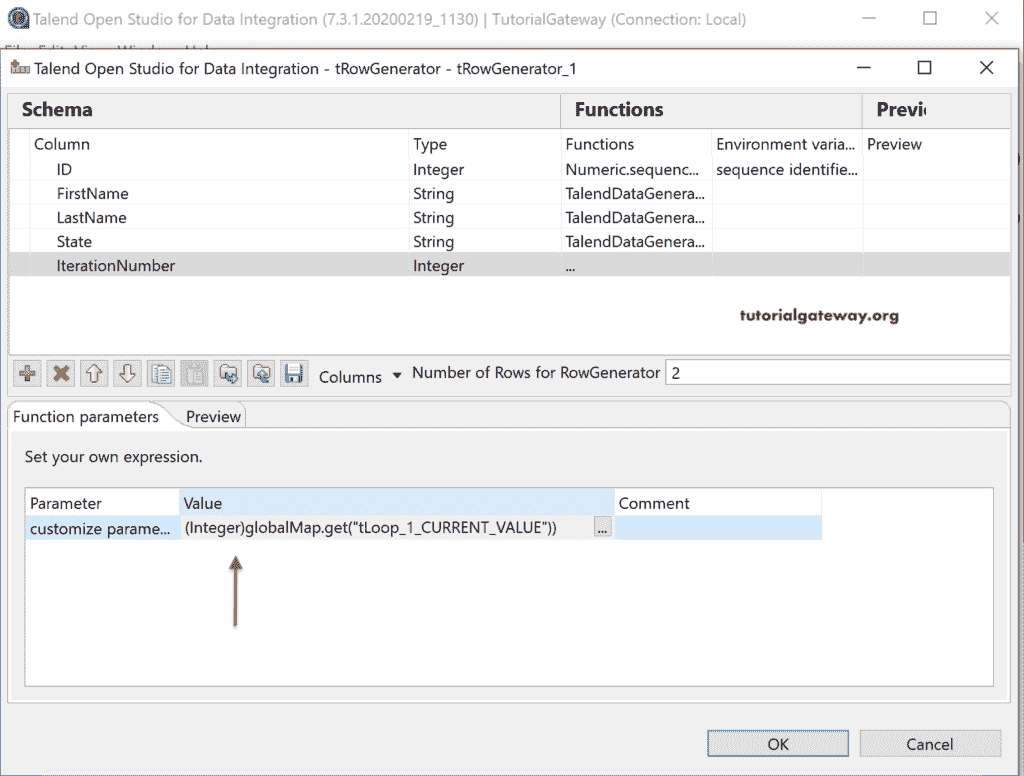 Talend Open Studio for Data Integration (7.3.1.20200219_1130) | TutorialGateway (Connection: Local)
Talend Open Studio for Data Integration - tRowGenerator - tRowGenerator_1
Schema Functions Previ
Column Type Functions Environment varia... Preview
ID Integer Numeric.sequenc... sequence identifie...
FirstName String TalendDataGenera...
LastName String TalendDataGenera...
State String TalendDataGenera...
IterationNumber Integer ...
tutorialgateway.org
Columns Number of Rows for RowGenerator 2
Function parameters Preview
Set your own expression.
Parameter Value Comment
customize parame... (Integer)globalMap.get("tLoop_1_CURRENT_VALUE")) ...
OK Cancel